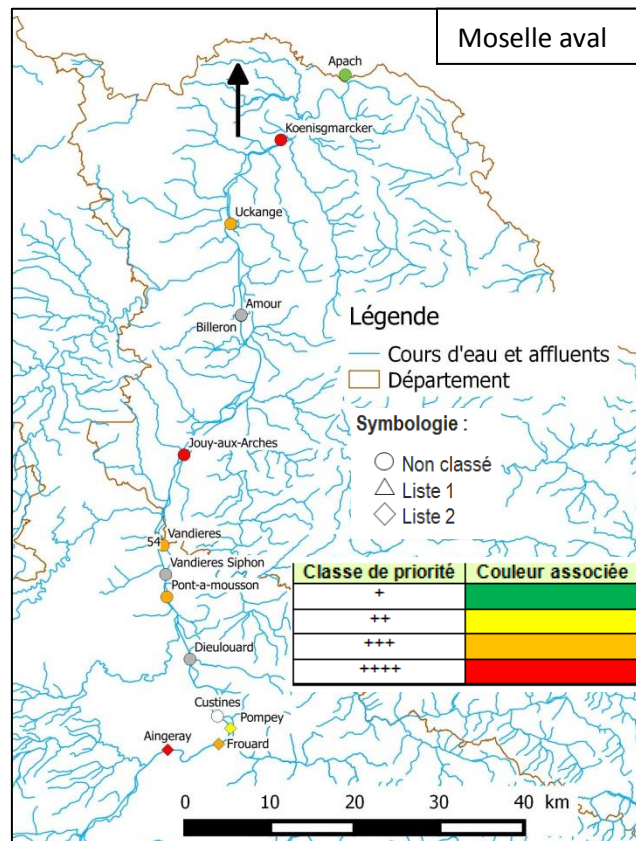 Moselle aval
Apach
Koenisgmarcker
Uckange
Amour
Billeron
Légende
Cours d'eau et affluents
Département
Symbologie :
Non classé
Liste 1
Liste 2
Jouy-aux-Arches
Vandieres
54
Vandieres Siphon
Pont-a-mousson
Classe de priorité Couleur associée
+
++
+++
++++
Dieulouard
Custines
Pompey
Aingeray
Frouard
0 10 20 30 40 km